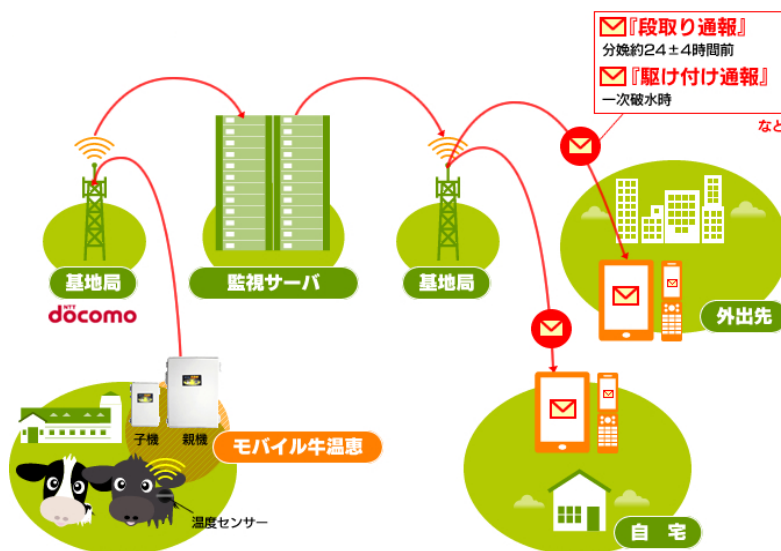 『段取り通報』
分娩約24±4時間前
『駆け付け通報』
一次破水時
など
基地局
監視サーバ
基地局
外出先
NTT
döcomo
子機
親機
モバイル牛温恵
温度センサー
自 宅